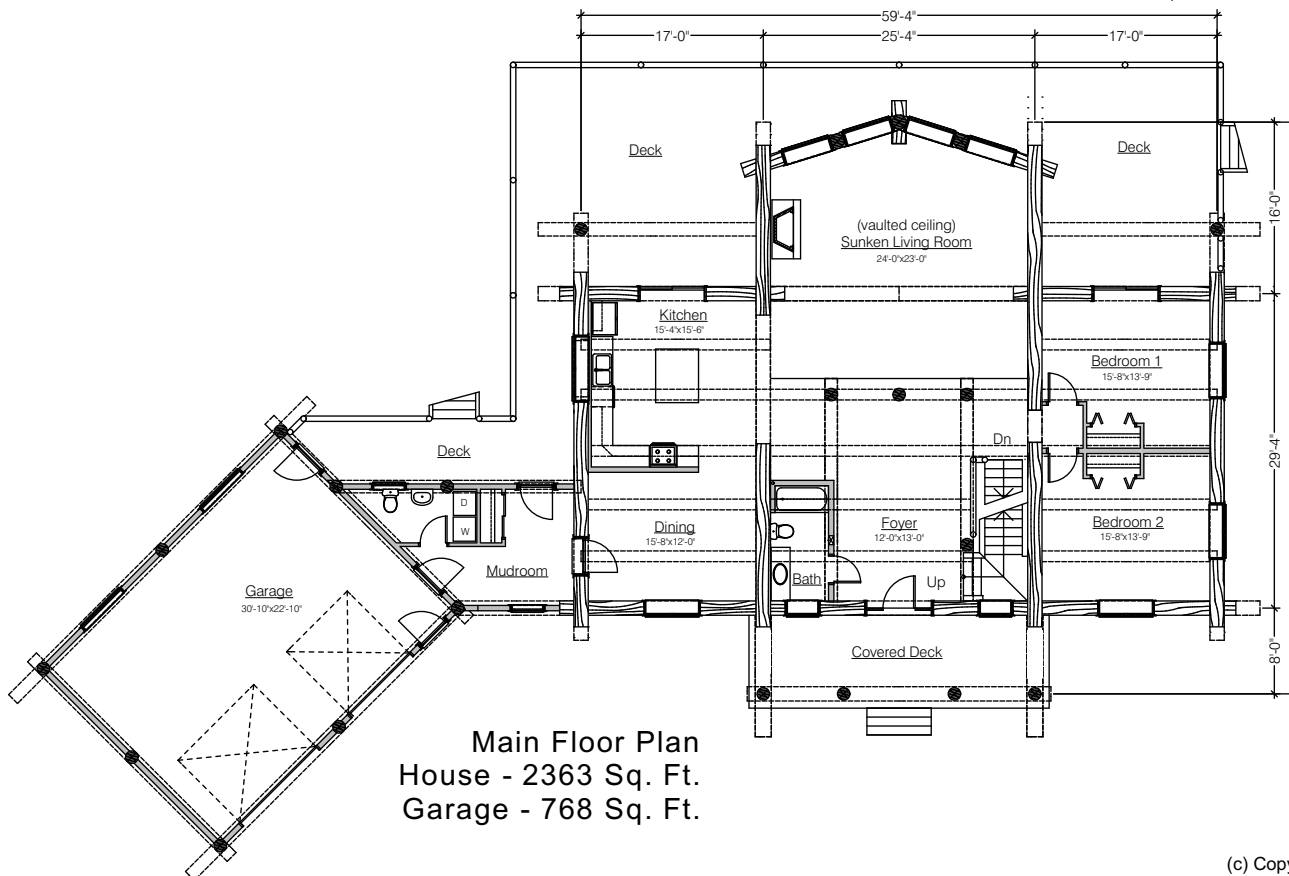 59'-4"
17'-0"
25'-4"
17'-0"
Deck
Deck
16'-0"
(vaulted ceiling)
Sunken Living Room
24'-0"x23'-0"
Kitchen
15'-4"x15'-6"
Bedroom 1
15'-8"x13'-9"
Dn
Deck
29'-4"
D
W
Dining
15'-8"x12'-0"
Foyer
12'-0"x13'-0"
Bedroom 2
15'-8"x13'-9"
Mudroom
Bath
Up
Garage
30'-10"x22'-10"
Covered Deck
8'-0"
Main Floor Plan
House - 2363 Sq. Ft.
Garage - 768 Sq. Ft.
(c) Copy